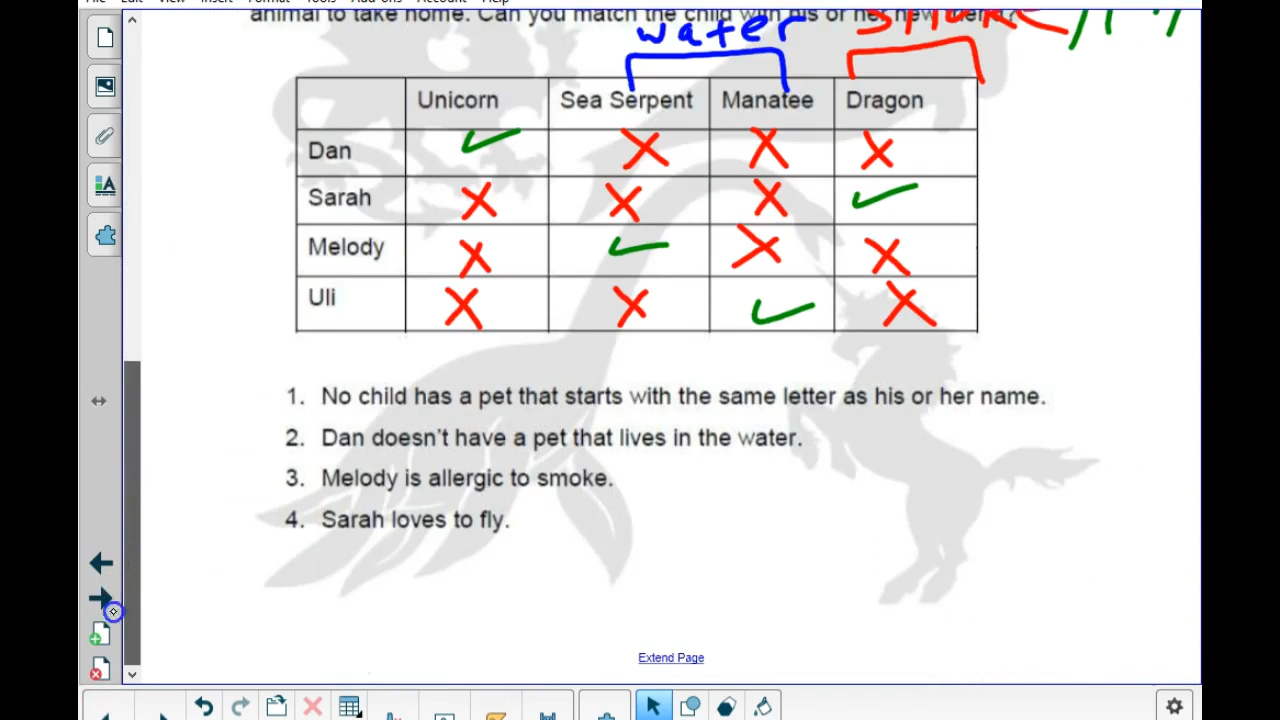 animal to take home. Can you match the child with his or her new friend?
water
Unicorn Sea Serpent Manatee Dragon
Dan
Sarah
Melody
Uli
1. No child has a pet that starts with the same letter as his or her name.
2. Dan doesn't have a pet that lives in the water.
3. Melody is allergic to smoke.
4. Sarah loves to fly.
Extend Page